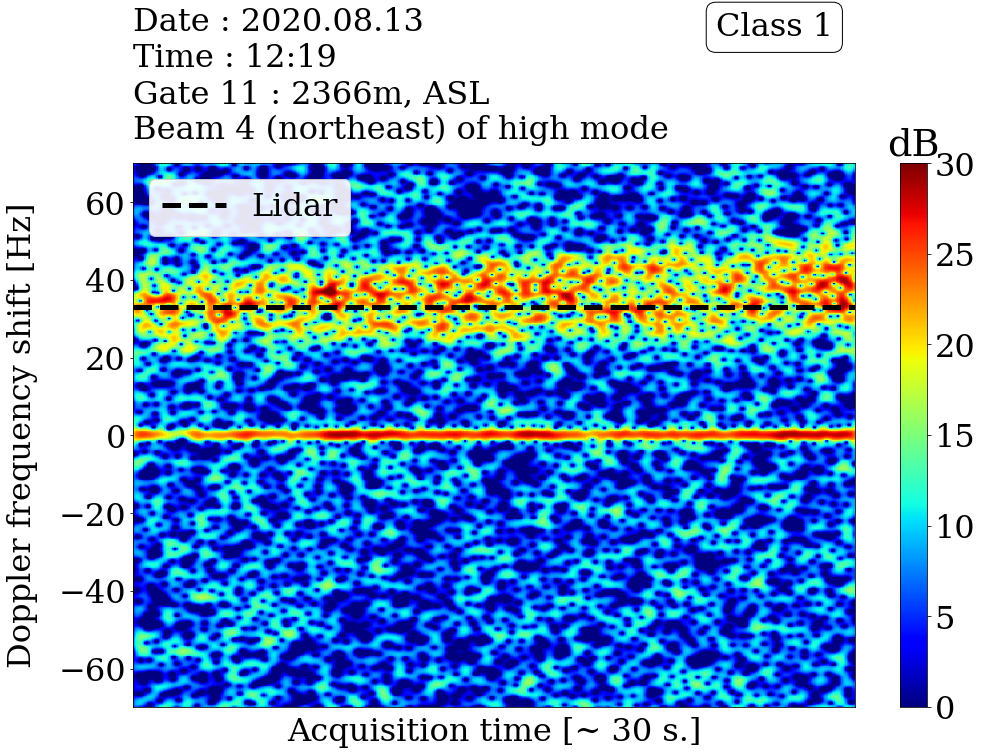 Date : 2020.08.13
Time : 12:19
Gate 11 : 2366m, ASL
Beam 4 (northeast) of high mode
Class 1
dB
Lidar
Doppler frequency shift [Hz]
60
40
20
0
−20
−40
−60
Acquisition time [~ 30 s.]
30
25
20
15
10
5
0